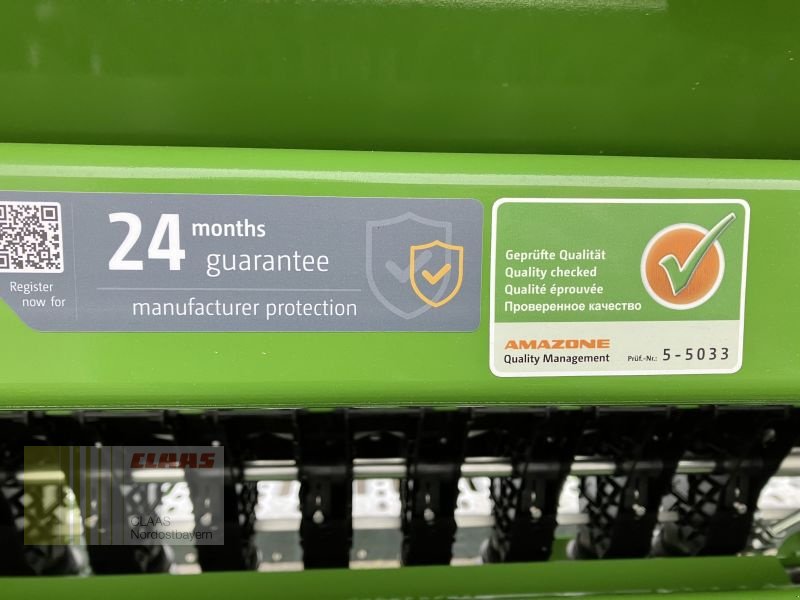 Register
now for
24 months
guarantee
manufacturer protection
Geprüfte Qualität
Quality checked
Qualité éprouvée
Проверенное качество
AMAZONE
Quality Management
Prüf.-Nr.: 5-5033
CLAAS
CLAAS
Nordostbayern